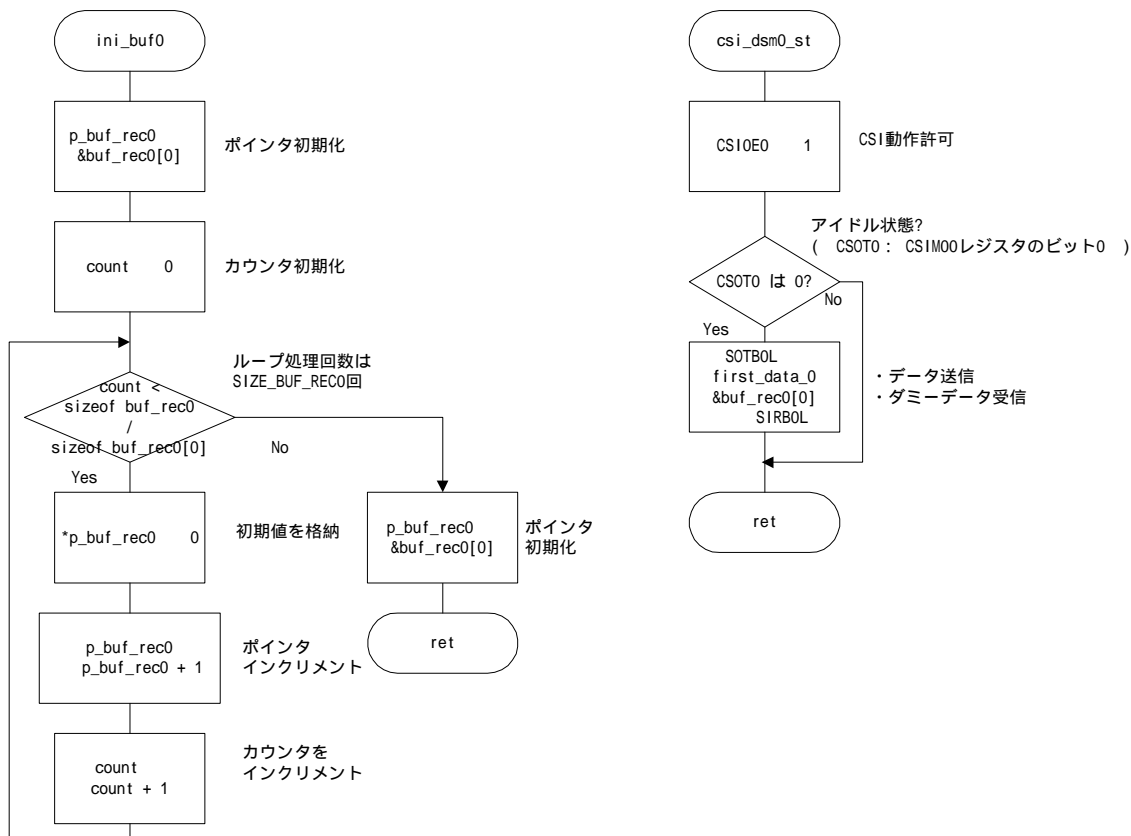 ini_buf0
p_buf_rec0
&buf_rec0[0]
ポインタ初期化
count 0
カウンタ初期化
ループ処理回数は
SIZE_BUF_REC0回
count <
sizeof buf_rec0
/
sizeof buf_rec0[0]
No
Yes
*p_buf_rec0 0
初期値を格納
p_buf_rec0
&buf_rec0[0]
ポインタ
初期化
ret
p_buf_rec0
p_buf_rec0 + 1
ポインタ
インクリメント
count
count + 1
カウンタを
インクリメント
csi_dsm0_st
CSI0E0 1
CSI動作許可
アイドル状態?
( CSOT0 : CSIM00レジスタのビット0 )
CSOT0 は 0?
No
Yes
SOTB0L
first_data_0
&buf_rec0[0]
SIRB0L
・データ送信
・ダミーデータ受信
ret